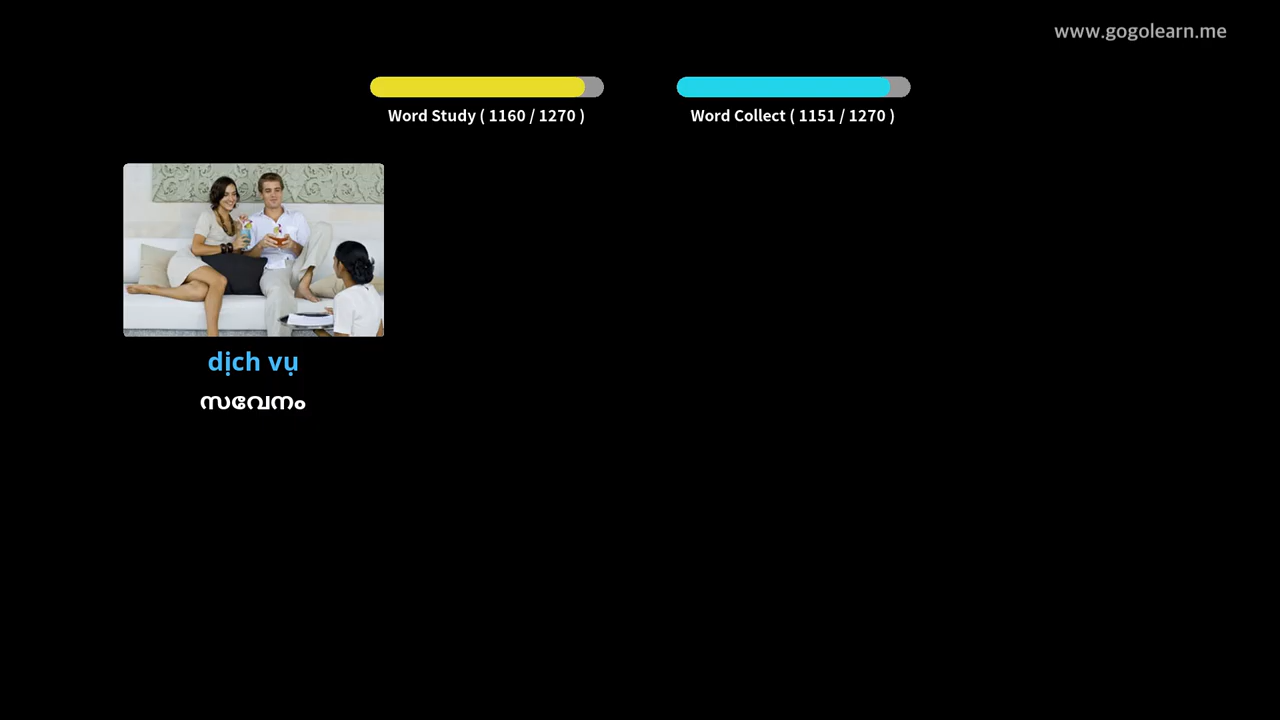 www.gogolearn.me
Word Study ( 1160 / 1270 )
Word Collect ( 1151 / 1270 )
dịch vụ
സവേനം